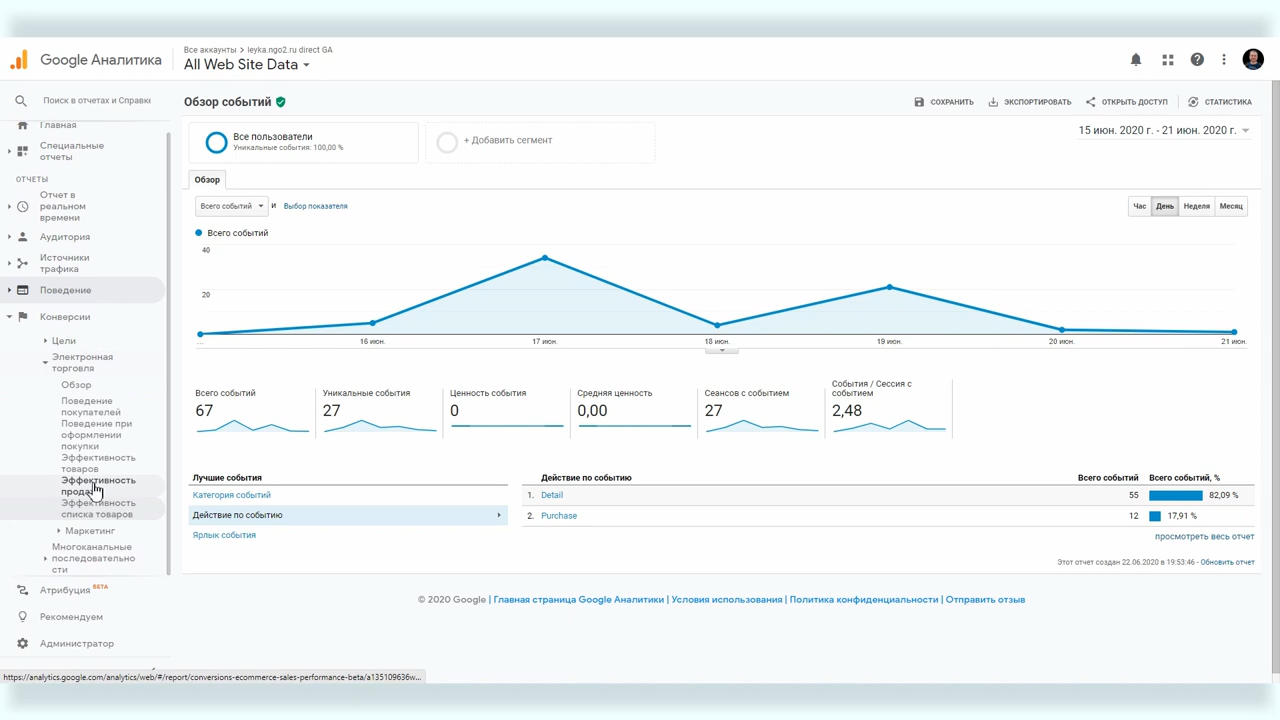 Google Аналитика
Все аккаунты > leyka.ngo2.ru direct GA
All Web Site Data
Поиск в отчетах и Справке
Главная
Специальные
отчеты
ОТЧЕТЫ
Отчет в
реальном
времени
Аудитория
Источники
трафика
Поведение
Конверсии
Цели
Электронная
торговля
Обзор
Поведение
покупателей
Поведение при
оформлении
покупки
Эффективность
товаров
Эффективность
Эффективность
списка товаров
Маркетинг
Многоканальные
последовательно
сти
Атрибуция BETA
Рекомендуем
Администратор
Обзор событий
СОХРАНИТЬ
ЭКСПОРТИРОВАТЬ
ОТКРЫТЬ ДОСТУП
СТАТИСТИКА
Все пользователи
Уникальные события: 100,00 %
+ Добавить сегмент
15 июн. 2020 г. - 21 июн. 2020 г.
Обзор
Всего событий
и
Выбор показателя
Час
День
Неделя
Месяц
Всего событий
40
20
...
16 июн.
17 июн.
18 июн.
19 июн.
20 июн.
21 июн.
Всего событий
67
Уникальные события
27
Ценность события
0
Средняя ценность
0,00
Сеансов с событием
27
События / Сессия с
событием
2,48
Лучшие события
Категория событий
Действие по событию
Ярлык события
Действие по событию
Всего событий
Всего событий, %
1. Detail 55 82,09 %
2. Purchase 12 17,91 %
просмотреть весь отчет
Этот отчет создан 22.06.2020 в 19:53:46 - Обновить отчет
© 2020 Google | Главная страница Google Аналитики | Условия использования | Политика конфиденциальности | Отправить отзыв
https://analytics.google.com/analytics/web/#/report/conversions-ecommerce-sales-performance-beta/a135109636w...